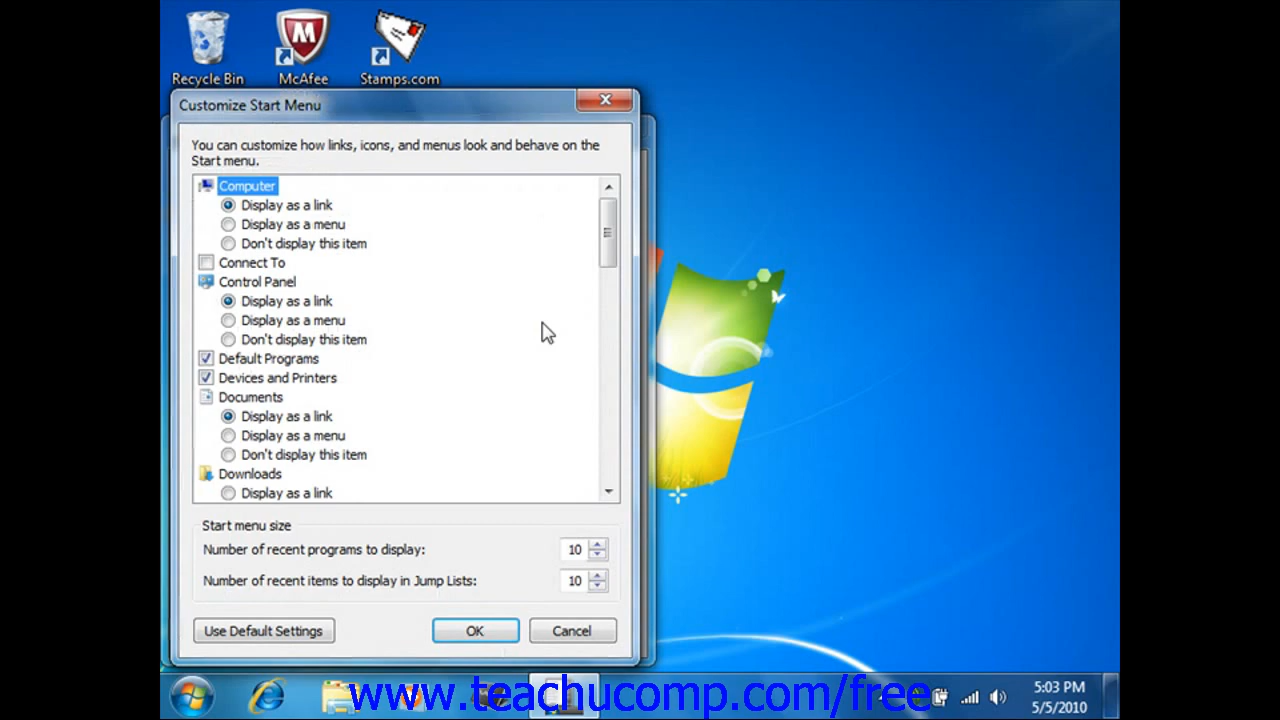 Recycle Bin
McAfee
Stamps.com
Customize Start Menu
You can customize how links, icons, and menus look and behave on the
Start menu.
Computer
Display as a link
Display as a menu
Don't display this item
Connect To
Control Panel
Display as a link
Display as a menu
Don't display this item
Default Programs
Devices and Printers
Documents
Display as a link
Display as a menu
Don't display this item
Downloads
Display as a link
Start menu size
Number of recent programs to display: 10
Number of recent items to display in Jump Lists: 10
Use Default Settings
OK
Cancel
www.teachucomp.com/free
5:03 PM
5/5/2010